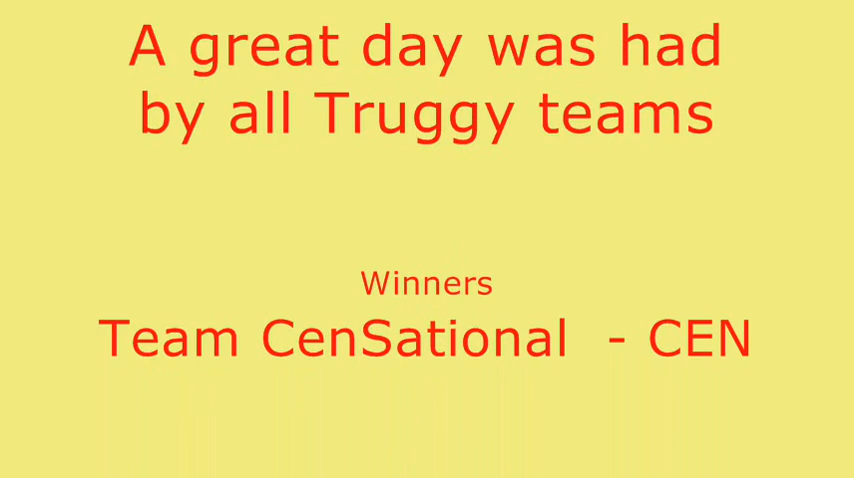 A great day was had
by all Truggy teams
Winners
Team CenSational - CEN